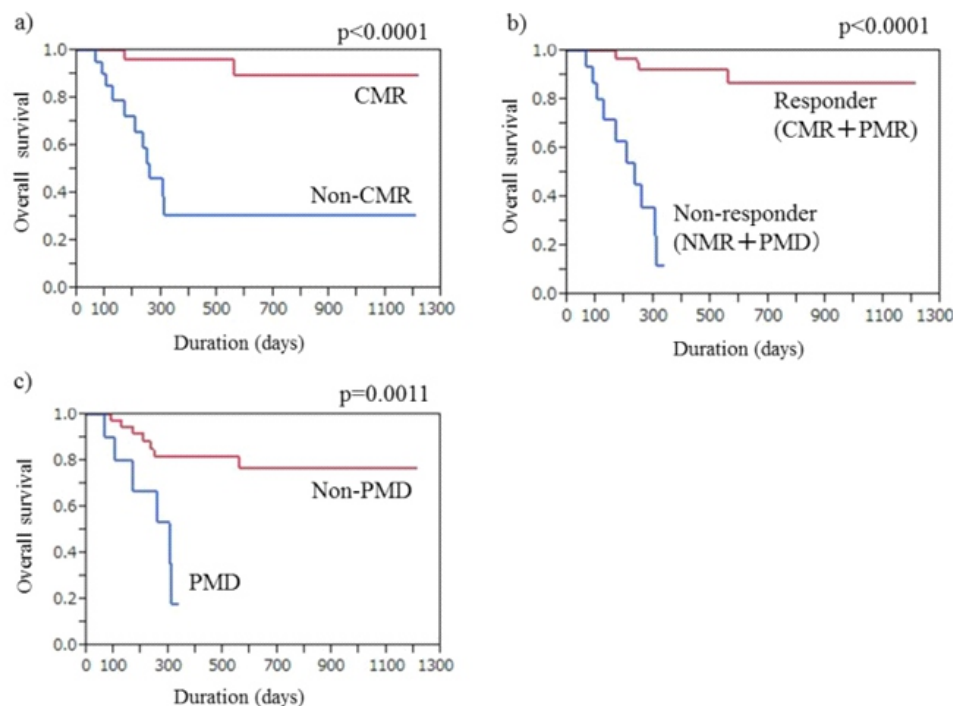 a)
p<0.0001
1.0
0.8
0.6
0.4
0.2
0.0
Overall survival
CMR
Non-CMR
0 100 300 500 700 900 1100 1300
Duration (days)
b)
p<0.0001
1.0
0.8
0.6
0.4
0.2
0.0
Overall survival
Responder
(CMR+PMR)
Non-responder
(NMR+PMD)
0 100 300 500 700 900 1100 1300
Duration (days)
c)
p=0.0011
1.0
0.8
0.6
0.4
0.2
0.0
Overall survival
Non-PMD
PMD
0 100 300 500 700 900 1100 1300
Duration (days)